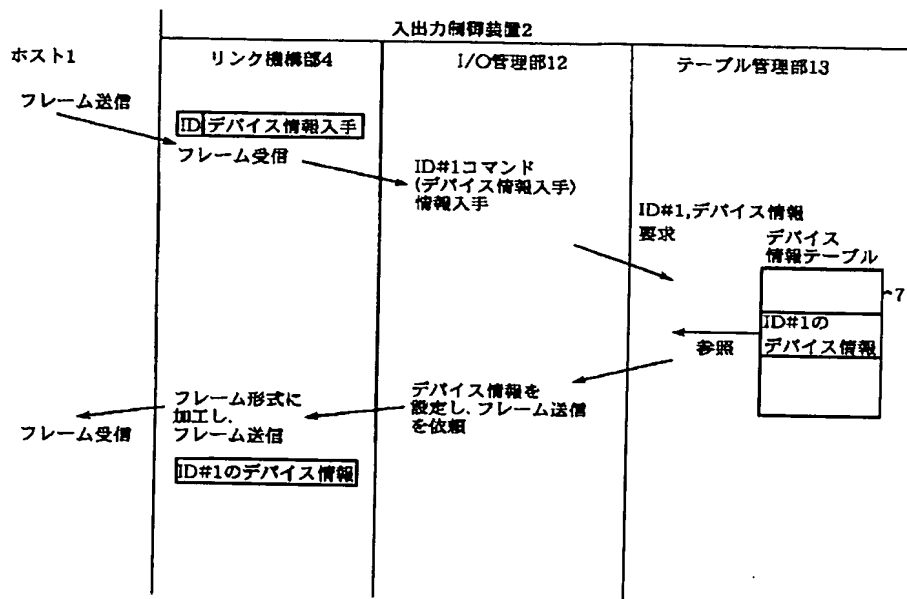 入出力制御装置2
ホスト1
リンク機構部4
I/O管理部12
テーブル管理部13
フレーム送信
ID デバイス情報入手
フレーム受信
ID#1コマンド
(デバイス情報入手)
情報入手
ID#1,デバイス情報
要求
デバイス
情報テーブル
7
ID#1の
デバイス情報
参照
デバイス情報を
設定し、フレーム送信
を依頼
フレーム形式に
加工し、
フレーム送信
フレーム受信
ID#1のデバイス情報